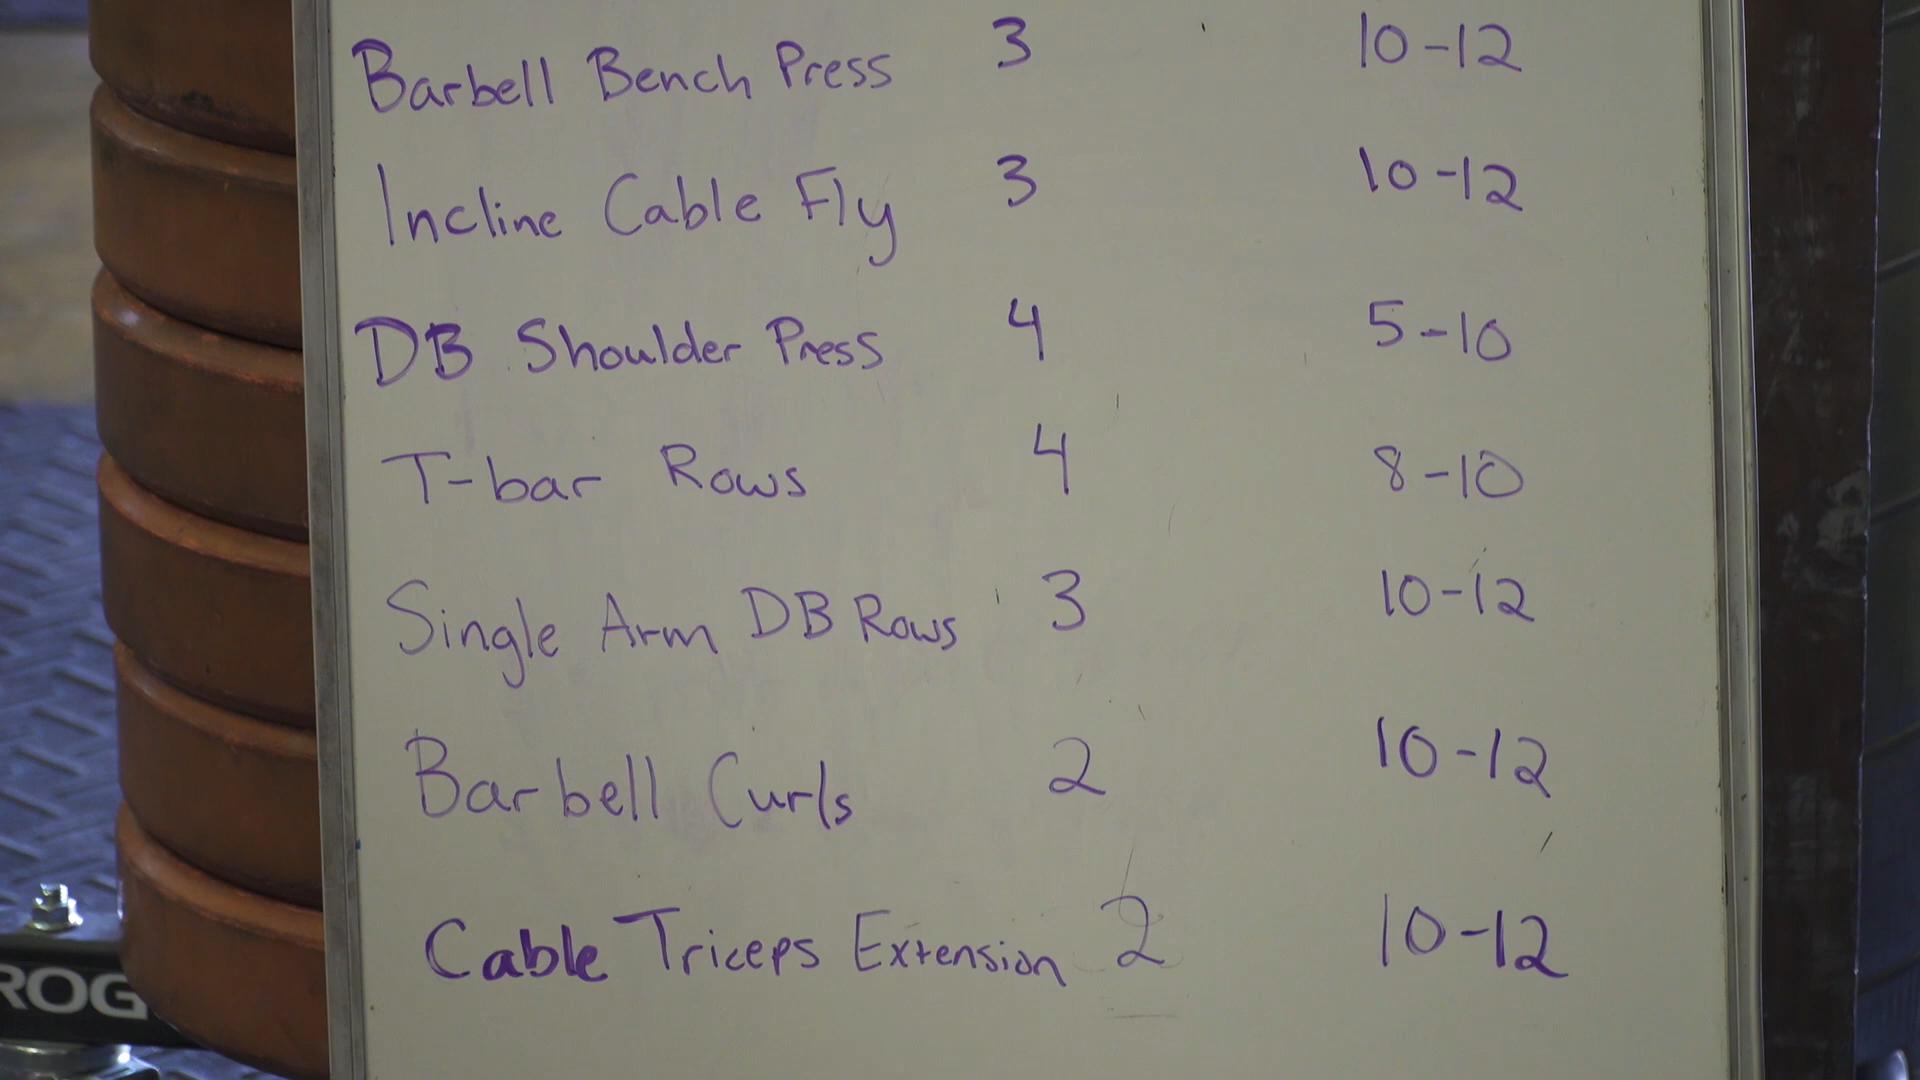 Barbell Bench Press 3 10-12
Incline Cable Fly 3 10-12
DB Shoulder Press 4 5-10
T-bar Rows 4 8-10
Single Arm DB Rows 3 10-12
Barbell Curls 2 10-12
Cable Triceps Extension 2 10-12
ROG